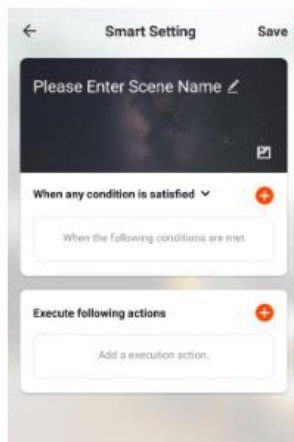 Smart Setting
Save
Please Enter Scene Name
When any condition is satisfied
When the following conditions are met
Execute following actions
Add a execution action.